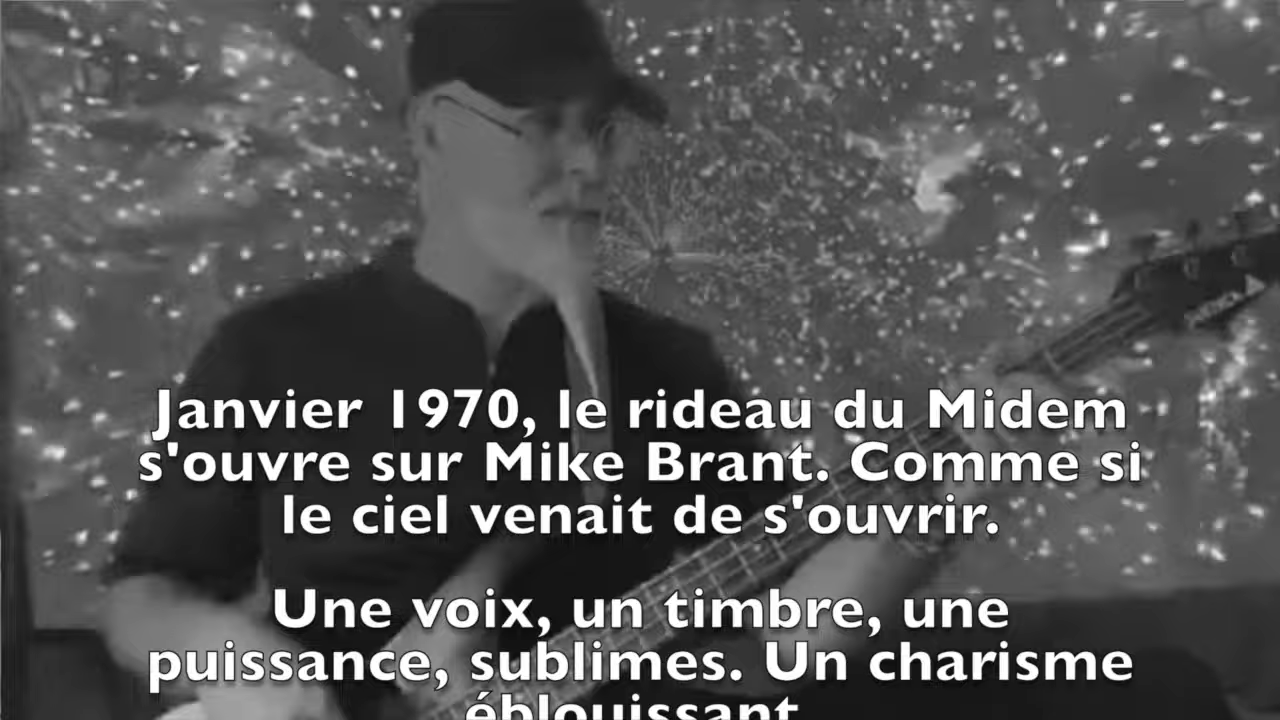 Janvier 1970, le rideau du Midem
s'ouvre sur Mike Brant. Comme si
le ciel venait de s'ouvrir.
Une voix, un timbre, une
puissance, sublimes. Un charisme
éblouissant